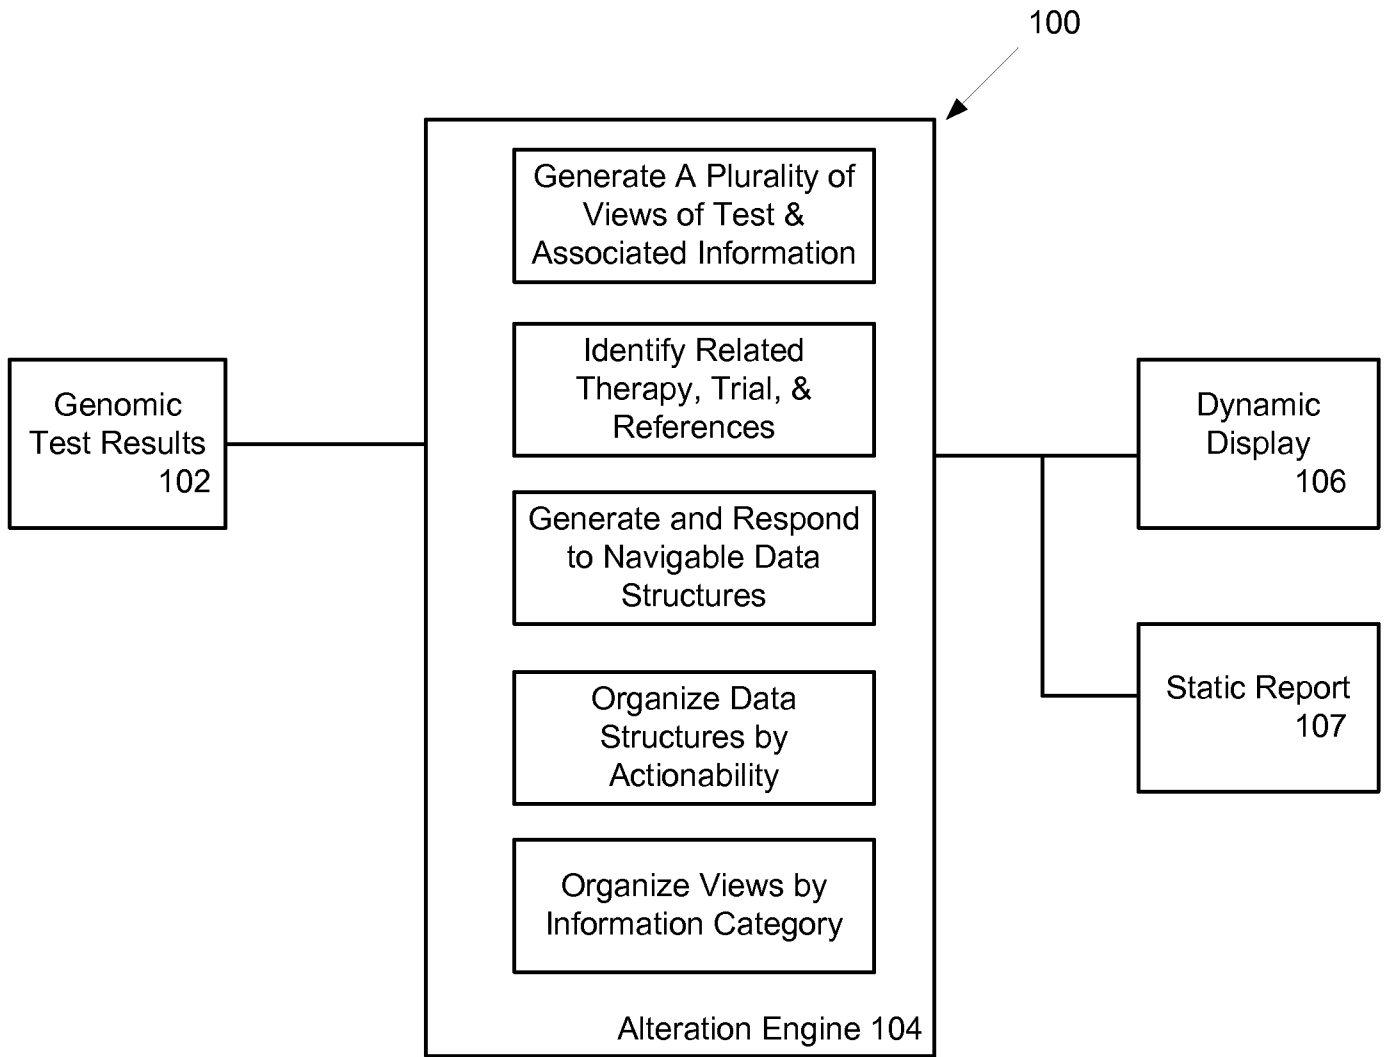 100
Generate A Plurality of
Views of Test &
Associated Information
Identify Related
Therapy, Trial, &
References
Genomic
Test Results
102
Generate and Respond
to Navigable Data
Structures
Organize Data
Structures by
Actionability
Organize Views by
Information Category
Alteration Engine 104
Dynamic
Display
106
Static Report
107